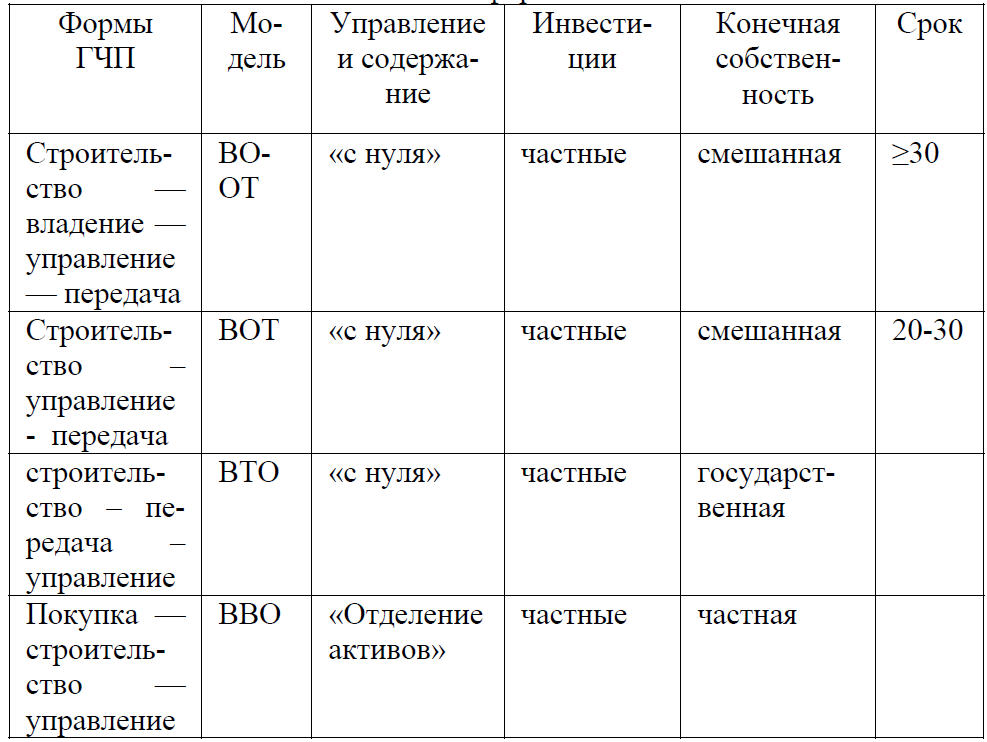 Формы ГЧП
Мо-
дель
Управление
и содержа-
ние
Инвести-
ции
Конечная
собствен-
ность
Срок
Строитель-
ство —
владение —
управление
— передача
BO-
OT
«с нуля»
частные
смешанная
≥30
Строитель-
ство –
управление
- передача
BOT
«с нуля»
частные
смешанная
20-30
строитель-
ство – пе-
редача –
управление
BTO
«с нуля»
частные
государст-
венная
Покупка —
строитель-
ство —
управление
BBO
«Отделение
активов»
частные
частная